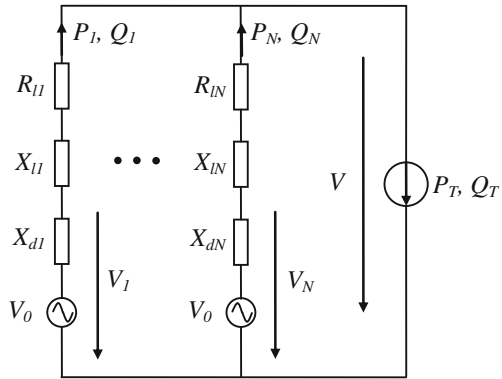 P1, Q1
PN, QN
Rl1
RlN
Xl1
XlN
V
PT, QT
Xd1
XdN
V1
VN
V0
V0